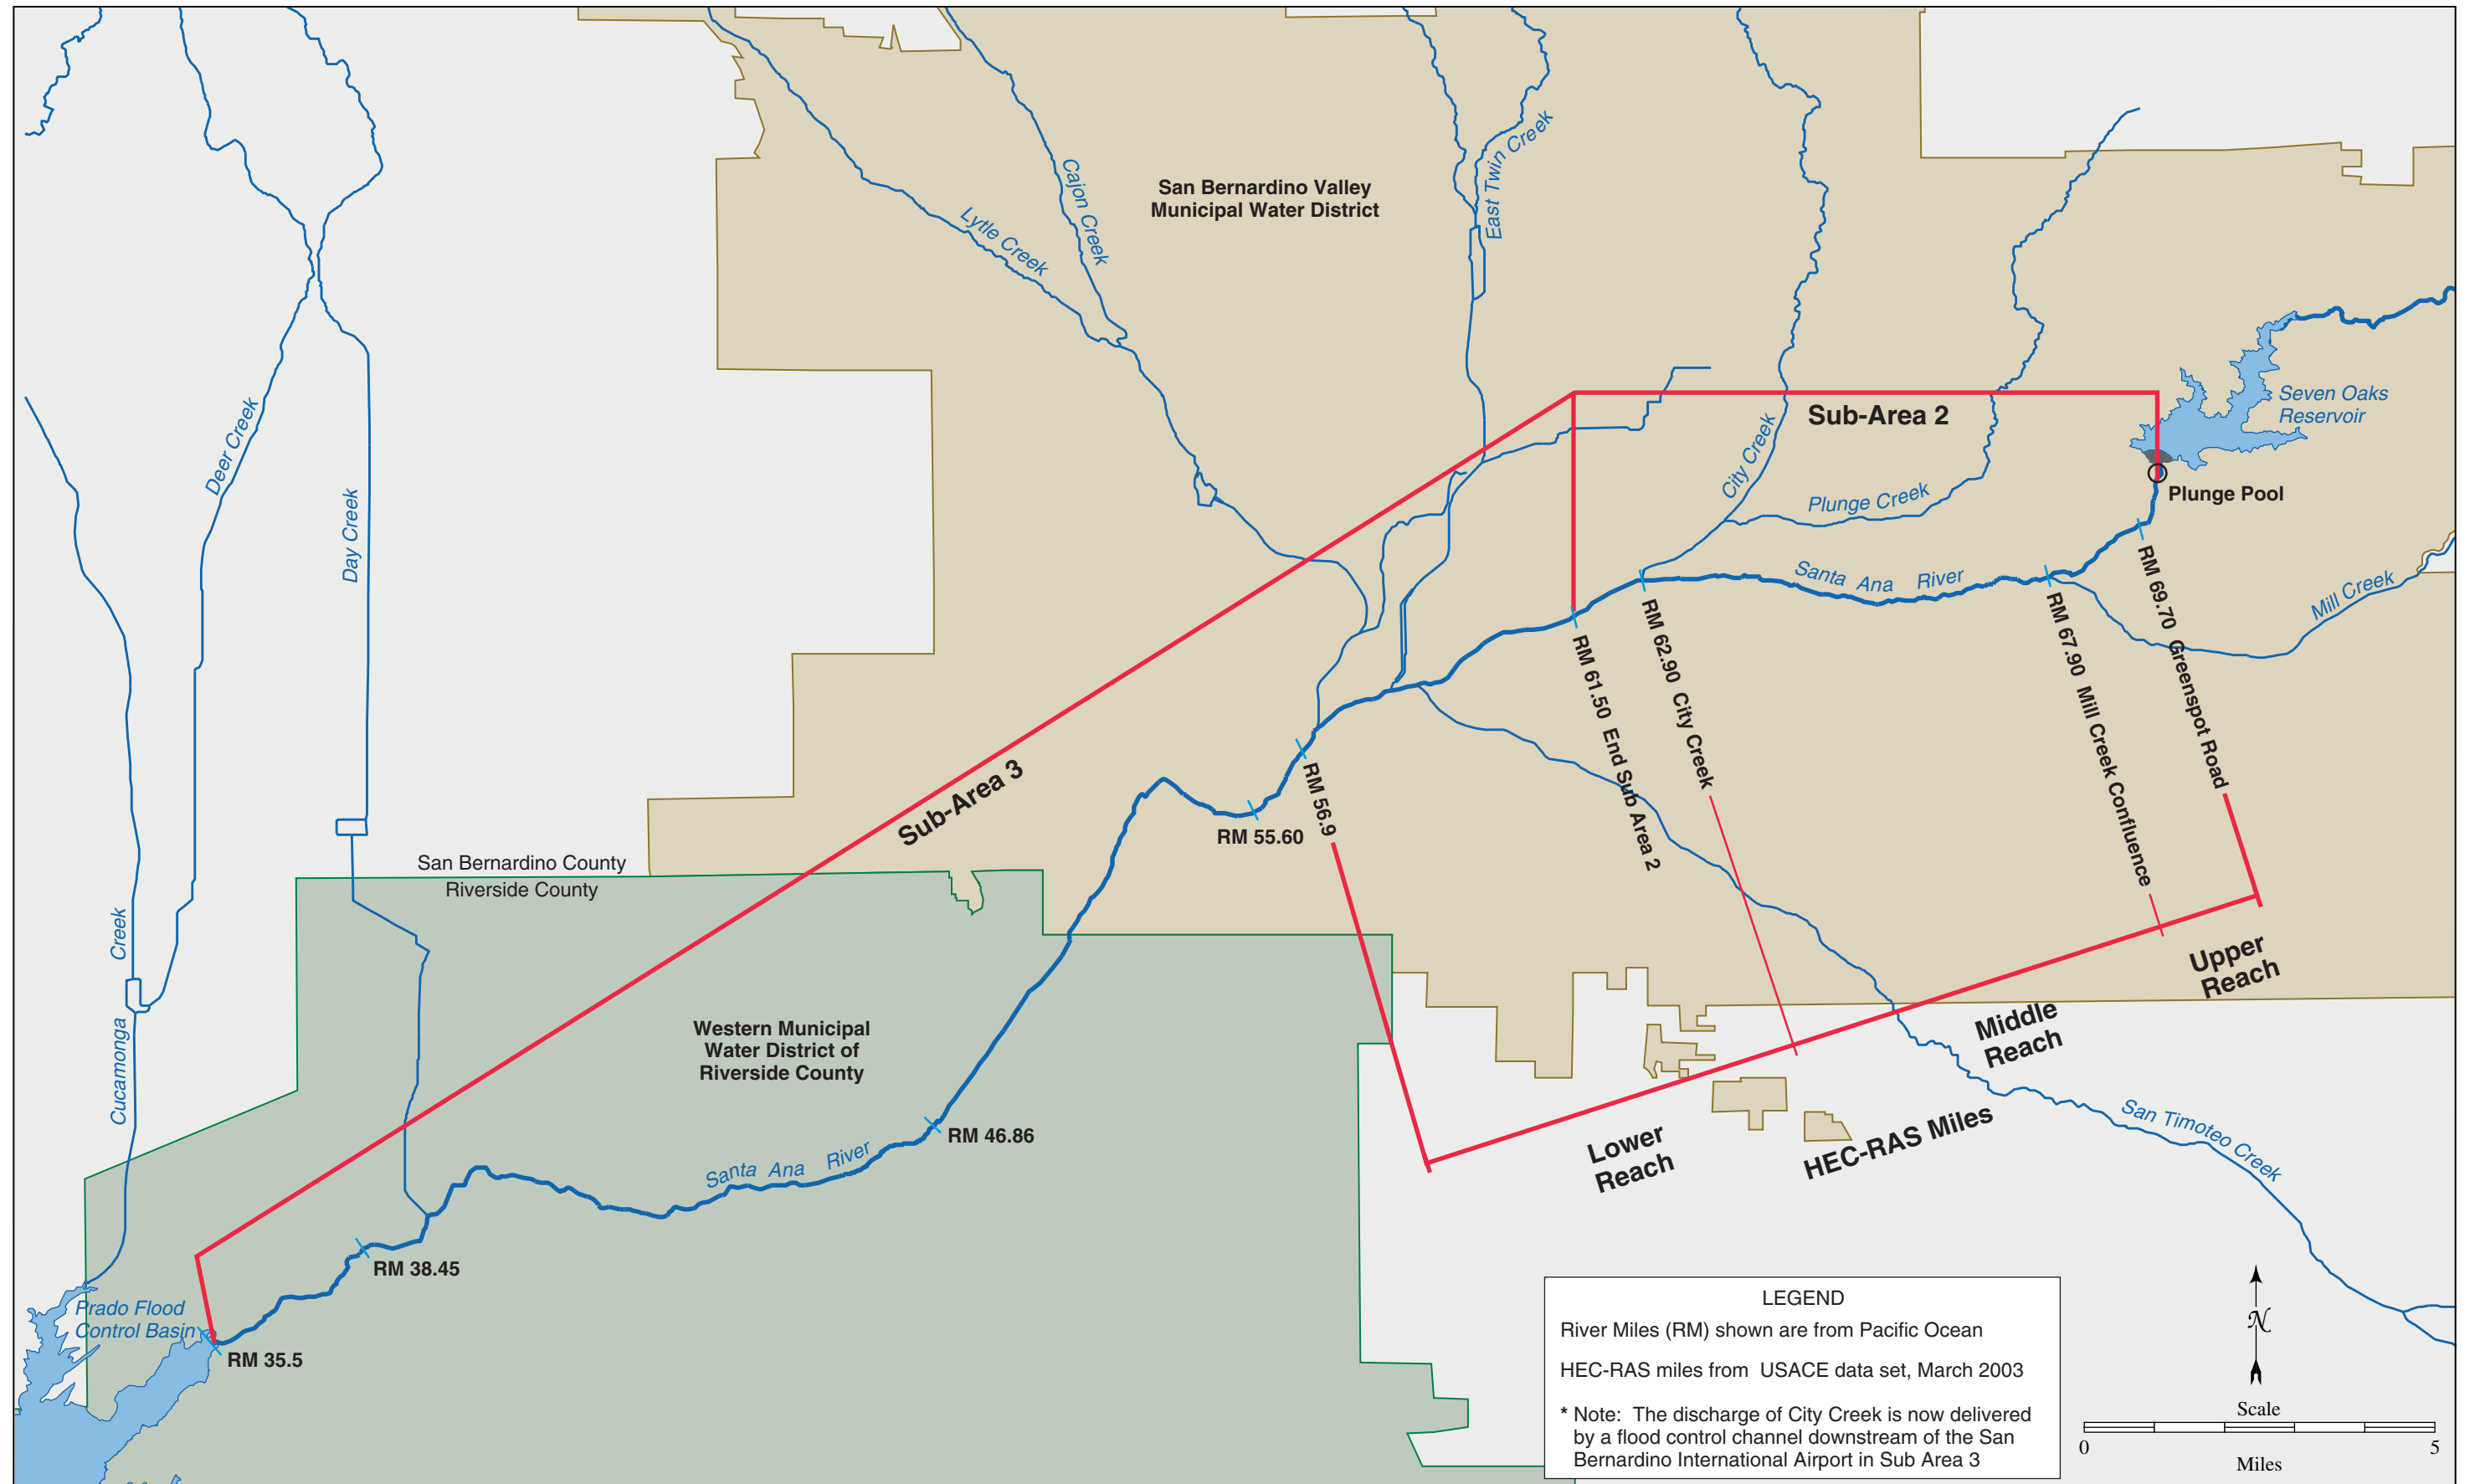 San Bernardino Valley
Municipal Water District
East Twin Creek
Cajon Creek
Lytle Creek
Deer Creek
Day Creek
Sub-Area 2
City Creek
Plunge Creek
Seven Oaks
Reservoir
Plunge Pool
Santa Ana River
Mill Creek
RM 69.70 Greenspot Road
RM 67.90 Mill Creek Confluence
RM 62.90 City Creek
RM 61.50 End Sub Area 2
RM 56.9
RM 55.60
Sub-Area 3
San Bernardino County
Riverside County
Cucamonga Creek
Western Municipal
Water District of
Riverside County
Upper
Reach
Middle
Reach
Lower
Reach
HEC-RAS Miles
San Timoteo Creek
RM 46.86
Santa Ana River
RM 38.45
Prado Flood
Control Basin
RM 35.5
LEGEND
River Miles (RM) shown are from Pacific Ocean
HEC-RAS miles from USACE data set, March 2003
* Note: The discharge of City Creek is now delivered
by a flood control channel downstream of the San
Bernardino International Airport in Sub Area 3
N
Scale
0 5
Miles